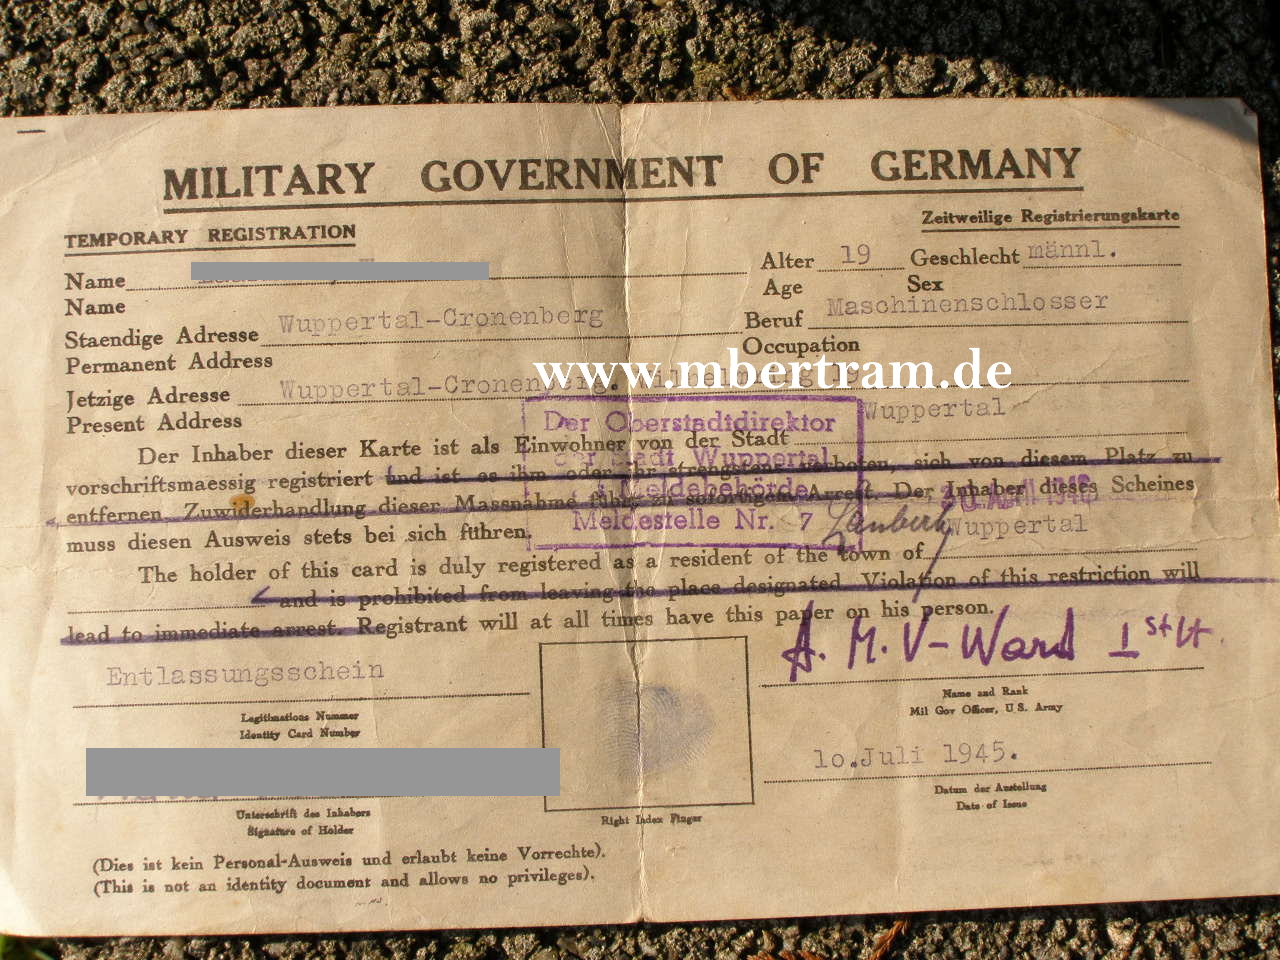 MILITARY GOVERNMENT OF GERMANY
TEMPORARY REGISTRATION
Zeitweilige Registrierungskarte
Name
Name
Alter 19 Geschlecht männl.
Age Sex
Staendige Adresse Wuppertal-Cronenberg
Permanent Address
Beruf Maschinenschlosser
Occupation
www.mbertram.de
Jetzige Adresse Wuppertal-Cronenberg.
Present Address
Der Inhaber dieser Karte ist als Einwohner von der Stadt Wuppertal
vorschriftsmaessig registriert und ist es ihm oder ihr strengstens verboten, sich von diesem Platz zu
entfernen. Zuwiderhandlung dieser Massnahme fuhrt zu sofortigem Arrest. Der Inhaber dieses Scheines
muss diesen Ausweis stets bei sich führen.
Der Oberstadtdirektor
der Stadt Wuppertal
Meldebehörde
Meldestelle Nr. 7
The holder of this card is duly registered as a resident of the town of Wuppertal
and is prohibited from leaving the place designated. Violation of this restriction will
lead to immediate arrest. Registrant will at all times have this paper on his person.
Entlassungsschein
Legitimations Nummer
Identity Card Number
A. M. V-Ward 1st Lt.
Name and Rank
Mil Gov Officer, U S. Army
10.Juli 1945.
Datum der Austellung
Date of Issue
Unterschrift des Inhabers
Signature of Holder
Right Index Finger
(Dies ist kein Personal-Ausweis und erlaubt keine Vorrechte).
(This is not an identity document and allows no privileges).